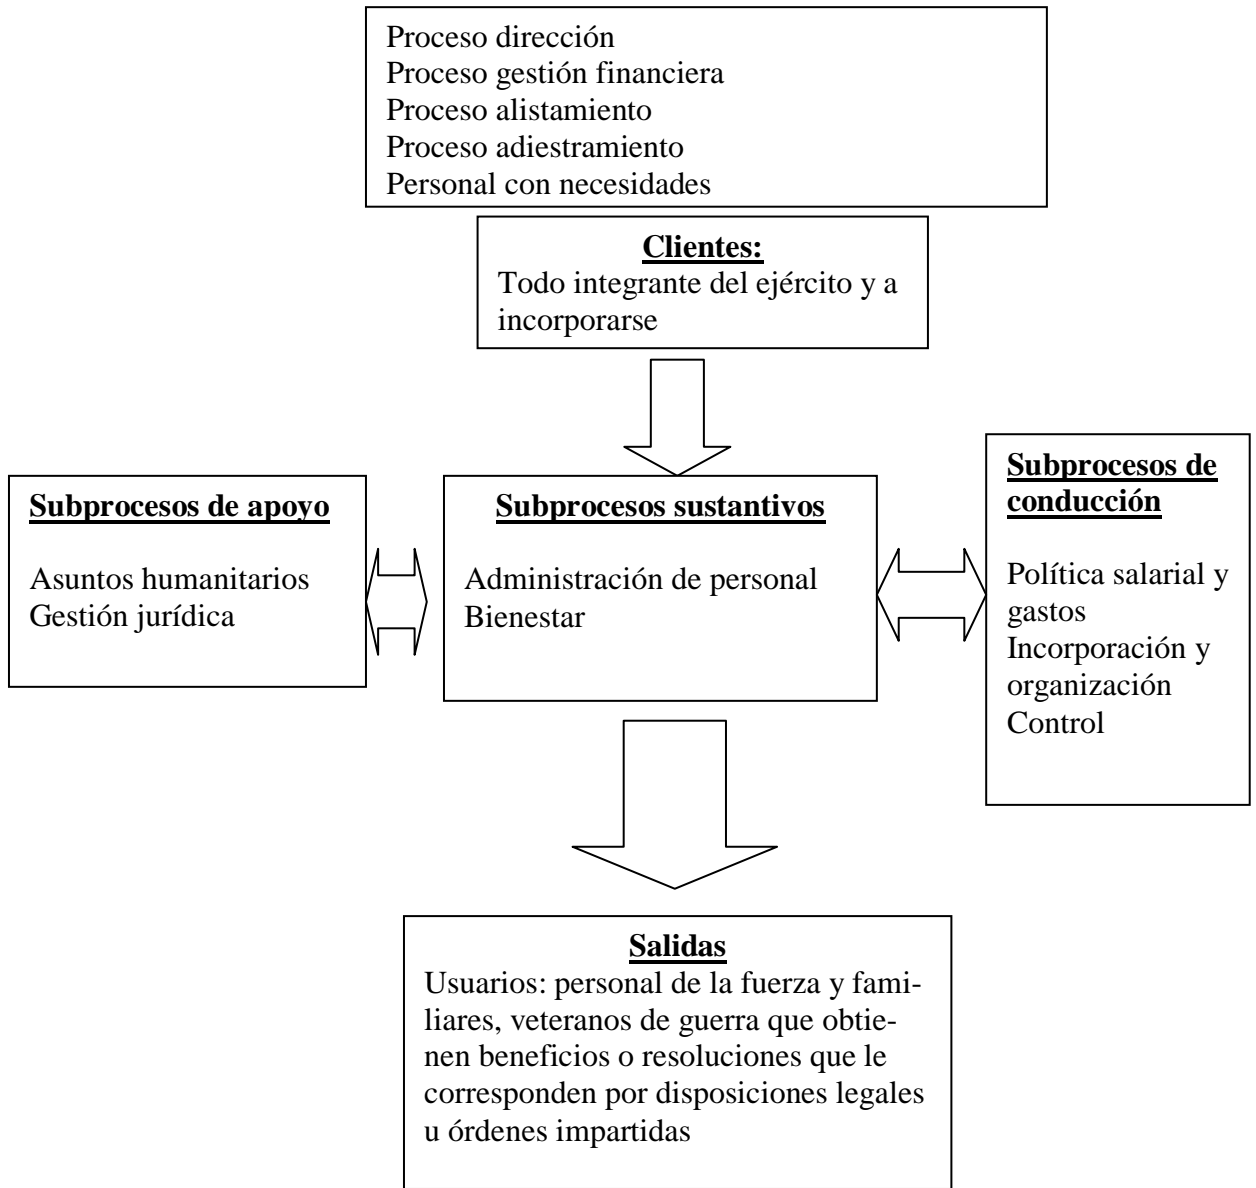 Proceso dirección
Proceso gestión financiera
Proceso alistamiento
Proceso adiestramiento
Personal con necesidades
Clientes:
Todo integrante del ejército y a
incorporarse
Subprocesos de apoyo
Asuntos humanitarios
Gestión jurídica
Subprocesos sustantivos
Administración de personal
Bienestar
Subprocesos de
conducción
Política salarial y
gastos
Incorporación y
organización
Control
Salidas
Usuarios: personal de la fuerza y fami-
liares, veteranos de guerra que obtie-
nen beneficios o resoluciones que le
corresponden por disposiciones legales
u órdenes impartidas